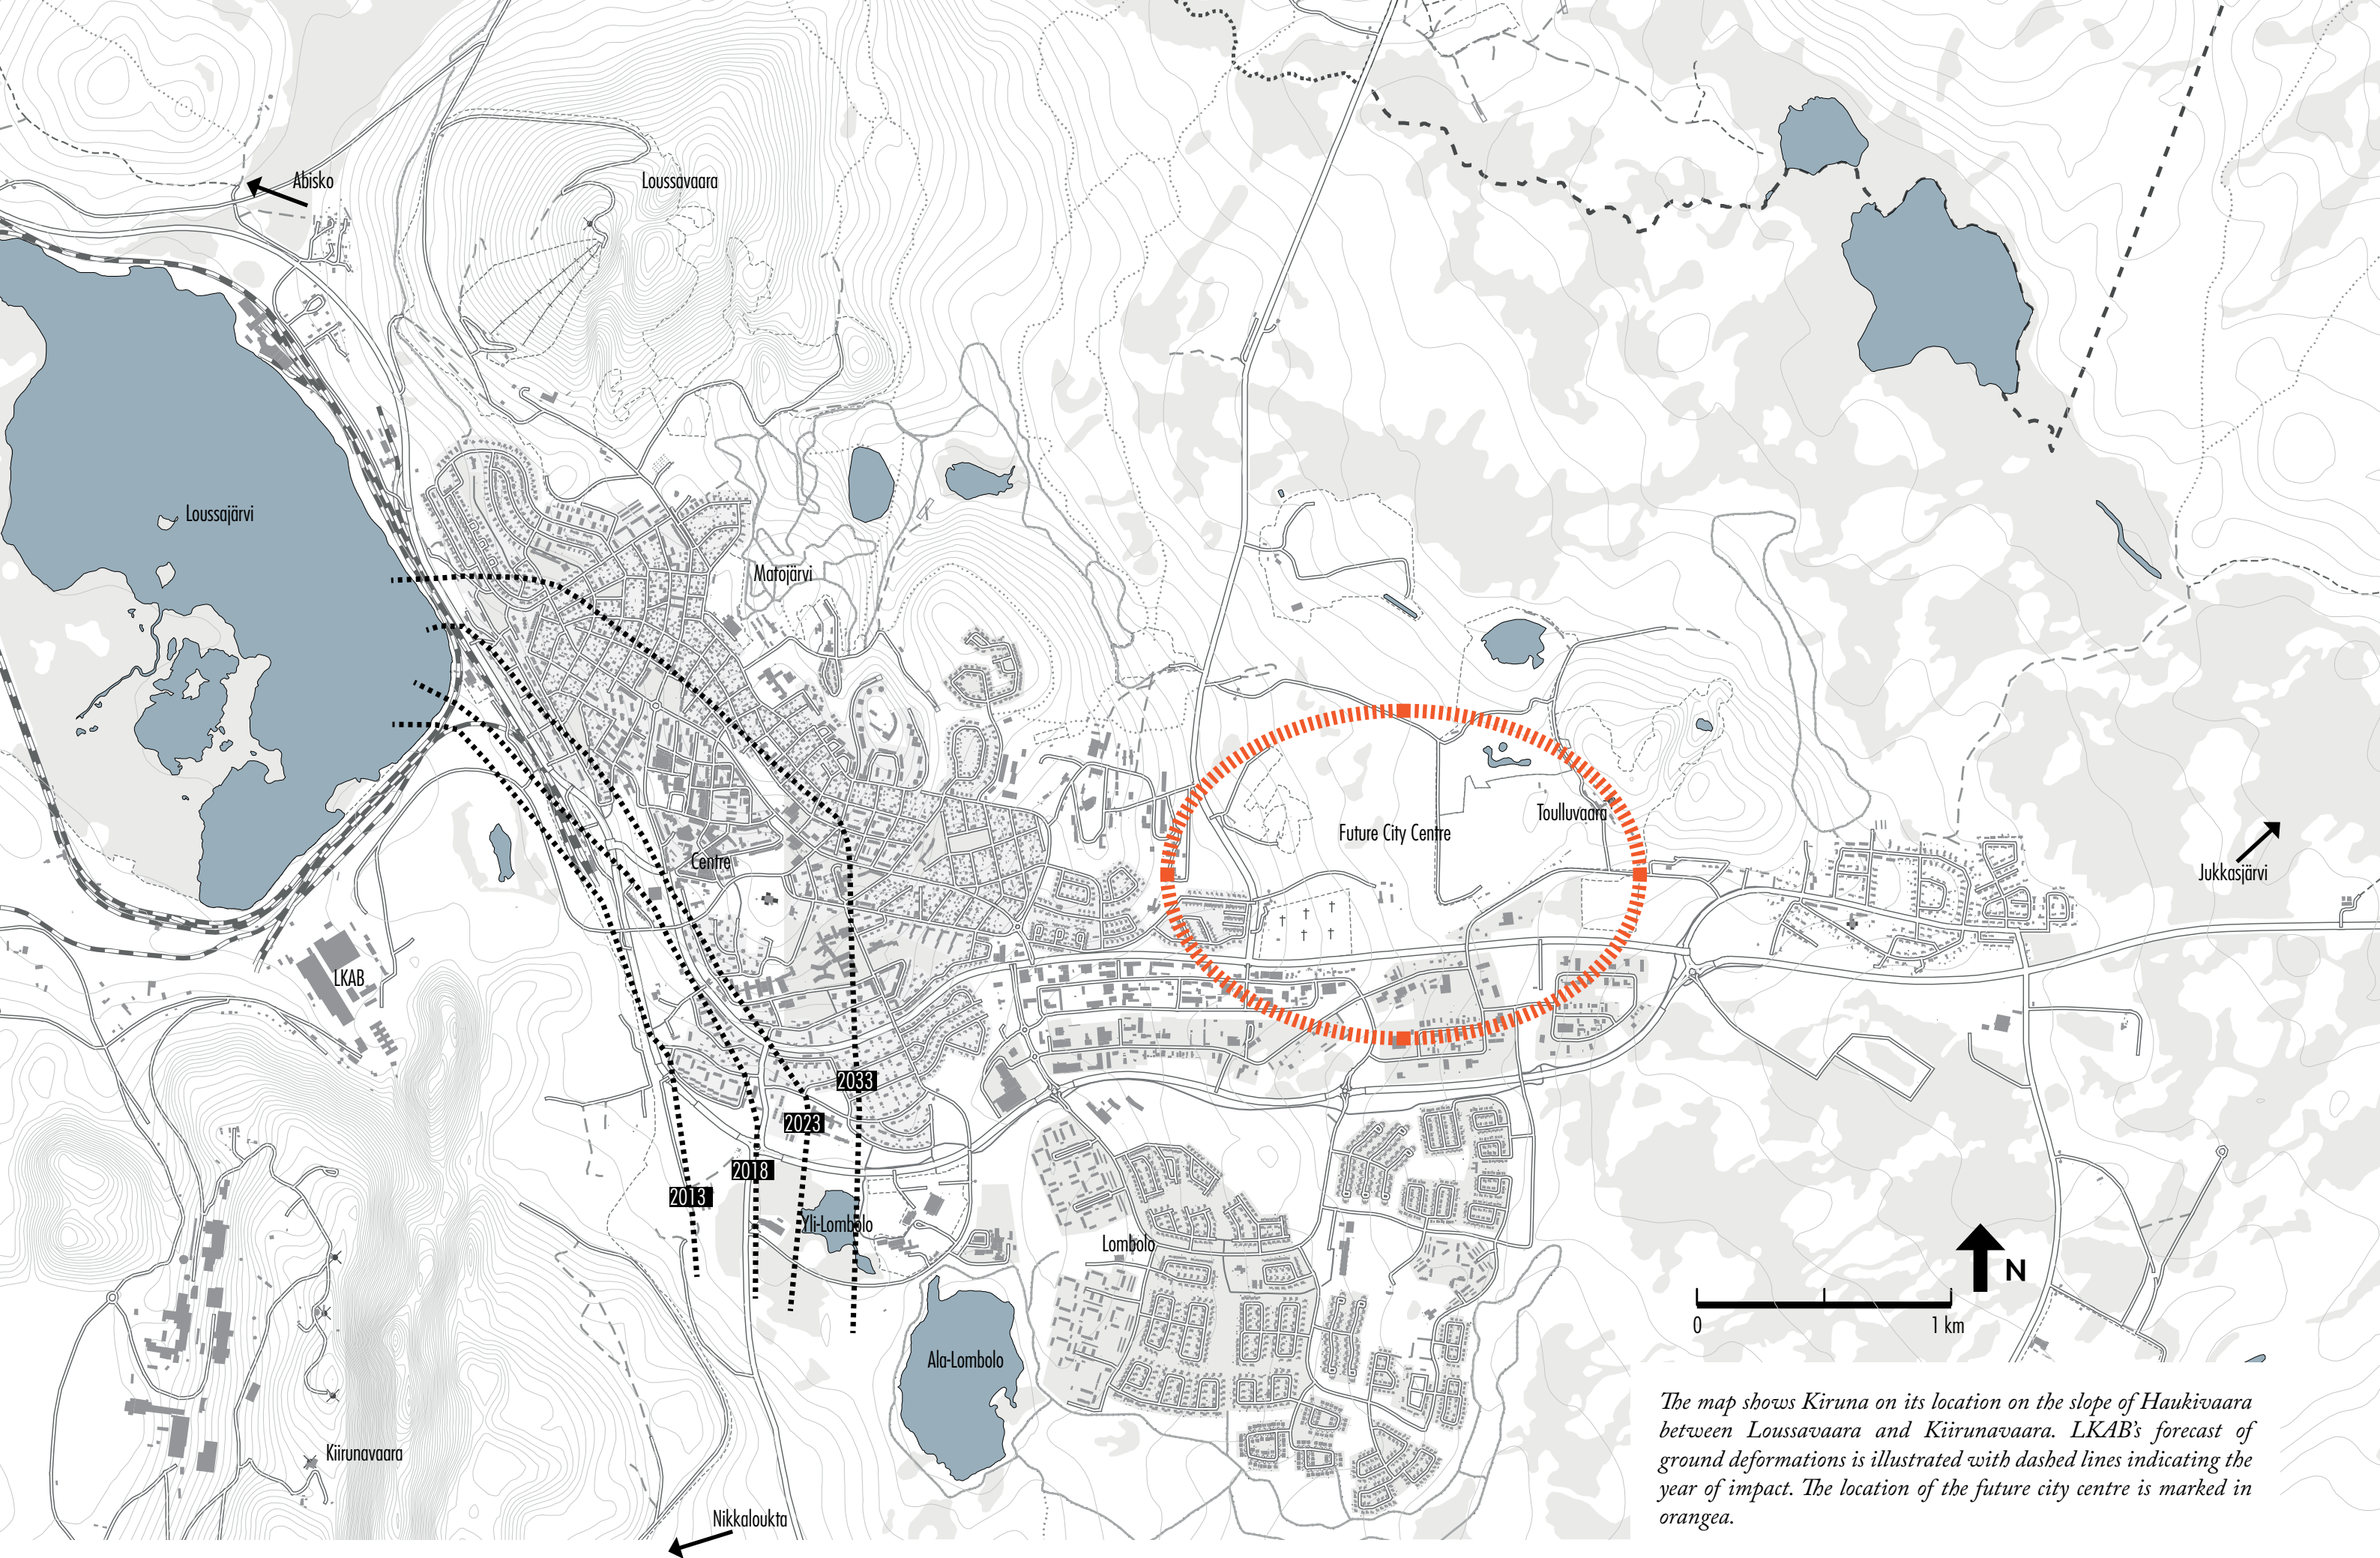 Abisko
Loussavaara
Loussajärvi
Matojärvi
Future City Centre
Toulluvaara
Centre
Jukkasjärvi
LKAB
2033
2023
2018
2013
Yli-Lombolo
Lombolo
N
0
1 km
Ala-Lombolo
Kiirunavaara
Nikkaloukta
The map shows Kiruna on its location on the slope of Haukivaara
between Loussavaara and Kiirunavaara. LKAB’s forecast of
ground deformations is illustrated with dashed lines indicating the
year of impact. The location of the future city centre is marked in
orangea.